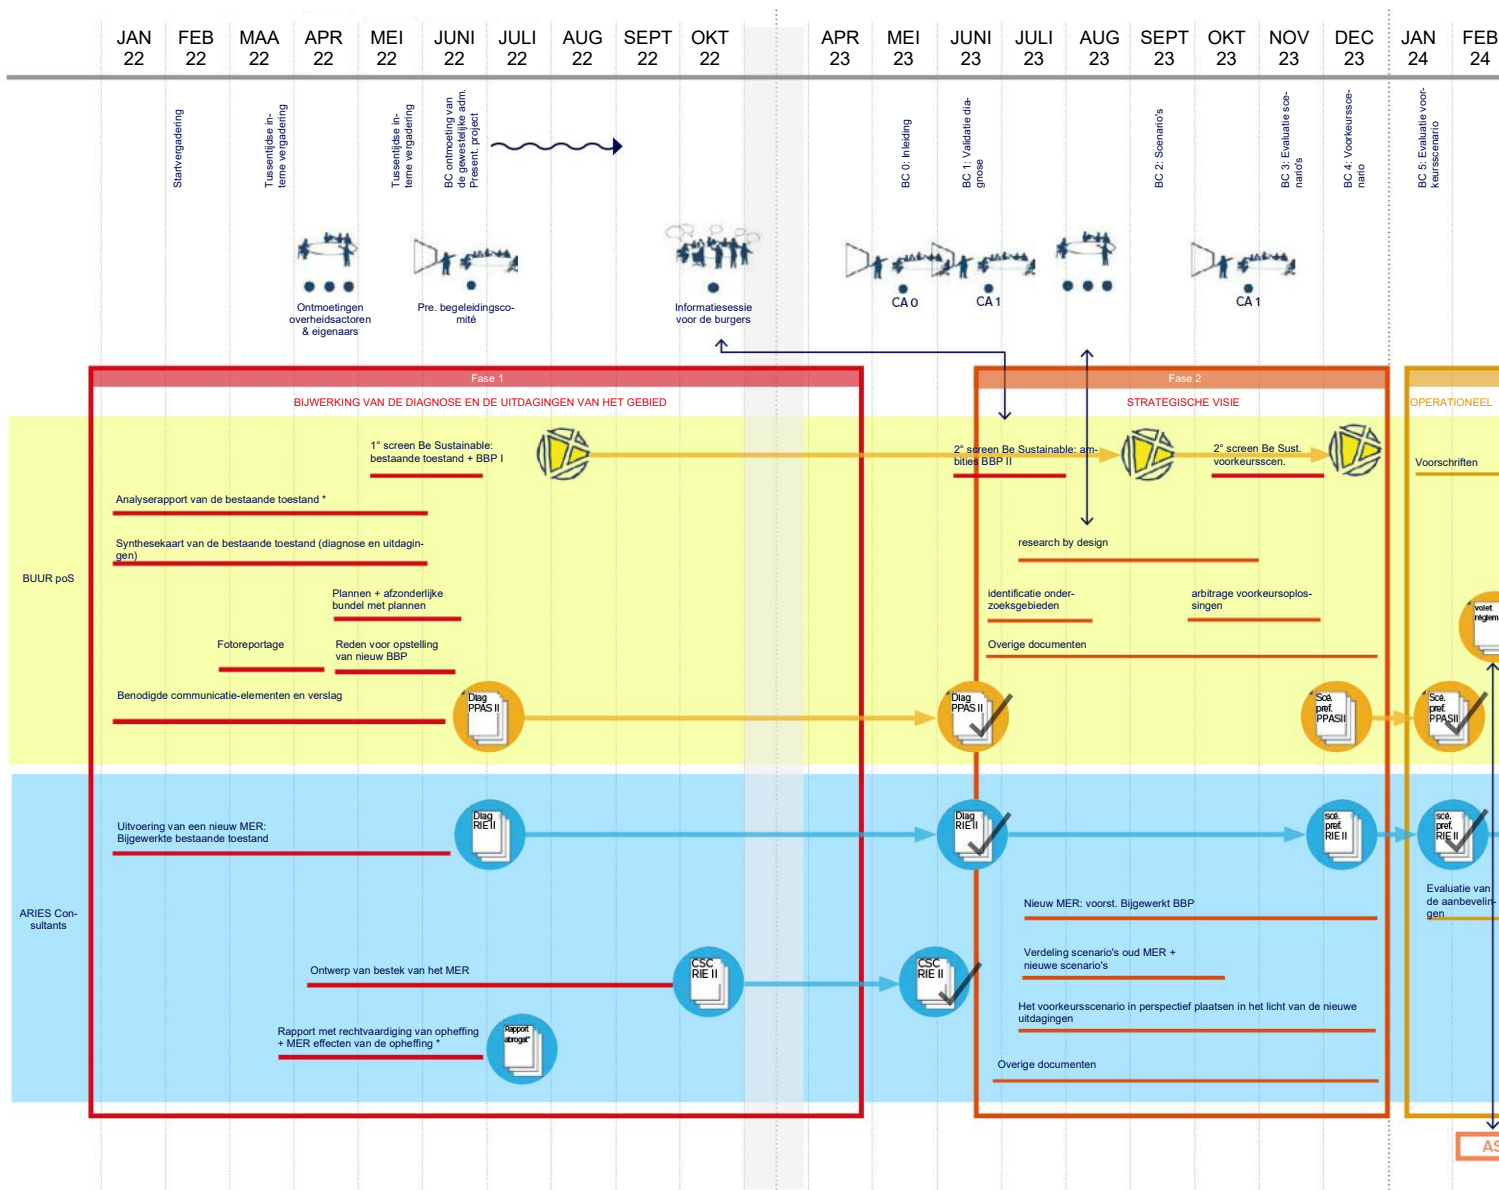 JAN FEB MAA APR MEI JUNI JULI AUG SEPT OKT APR MEI JUNI JULI AUG SEPT OKT NOV DEC JAN FEB
22 22 22 22 22 22 22 22 22 22 23 23 23 23 23 23 23 23 23 24 24
Startvergadering
Tussentijdse in-
terne vergadering
Tussentijdse in-
terne vergadering
BC ontmoeting van
de gewestelijke adm.
Present. project
BC 0: Inleiding
BC 1: Validatie dia-
gnose
BC 2: Scenario's
BC 3: Evaluatie sce-
nario's
BC 4: Voorkeurssce-
nario
BC 5: Evaluatie voor-
keursscenario
Ontmoetingen
overheidsactoren
& eigenaars
Pre. begeleidingsco-
mité
Informatiesessie
voor de burgers
CA 0
CA 1
CA 1
Fase 1
BIJWERKING VAN DE DIAGNOSE EN DE UITDAGINGEN VAN HET GEBIED
Fase 2
STRATEGISCHE VISIE
OPERATIONEEL
BUUR poS
1° screen Be Sustainable:
bestaande toestand + BBP I
2° screen Be Sustainable: am-
bities BBP II
2° screen Be Sust.
voorkeursscen.
Voorschriften
Analyserapport van de bestaande toestand *
Synthesekaart van de bestaande toestand (diagnose en uitdagin-
gen)
research by design
Plannen + afzonderlijke
bundel met plannen
identificatie onder-
zoeksgebieden
arbitrage voorkeursoplos-
singen
volet
réglem
Fotoreportage
Reden voor opstelling
van nieuw BBP
Overige documenten
Benodigde communicatie-elementen en verslag
Diag
PPAS II
Diag
PPAS II
Scé.
pref.
PPASII
Scé.
pref.
PPASII
ARIES Con-
sultants
Uitvoering van een nieuw MER:
Bijgewerkte bestaande toestand
Diag
RIE II
Diag
RIE II
scé.
pref.
RIE II
scé.
pref.
RIE II
Evaluatie van
de aanbevelin-
gen
Nieuw MER: voorst. Bijgewerkt BBP
Ontwerp van bestek van het MER
CSC
RIE II
CSC
RIE II
Verdeling scenario's oud MER +
nieuwe scenario's
Het voorkeursscenario in perspectief plaatsen in het licht van de nieuwe
uitdagingen
Rapport met rechtvaardiging van opheffing
+ MER effecten van de opheffing *
Rapport
abrogat°
Overige documenten
AS